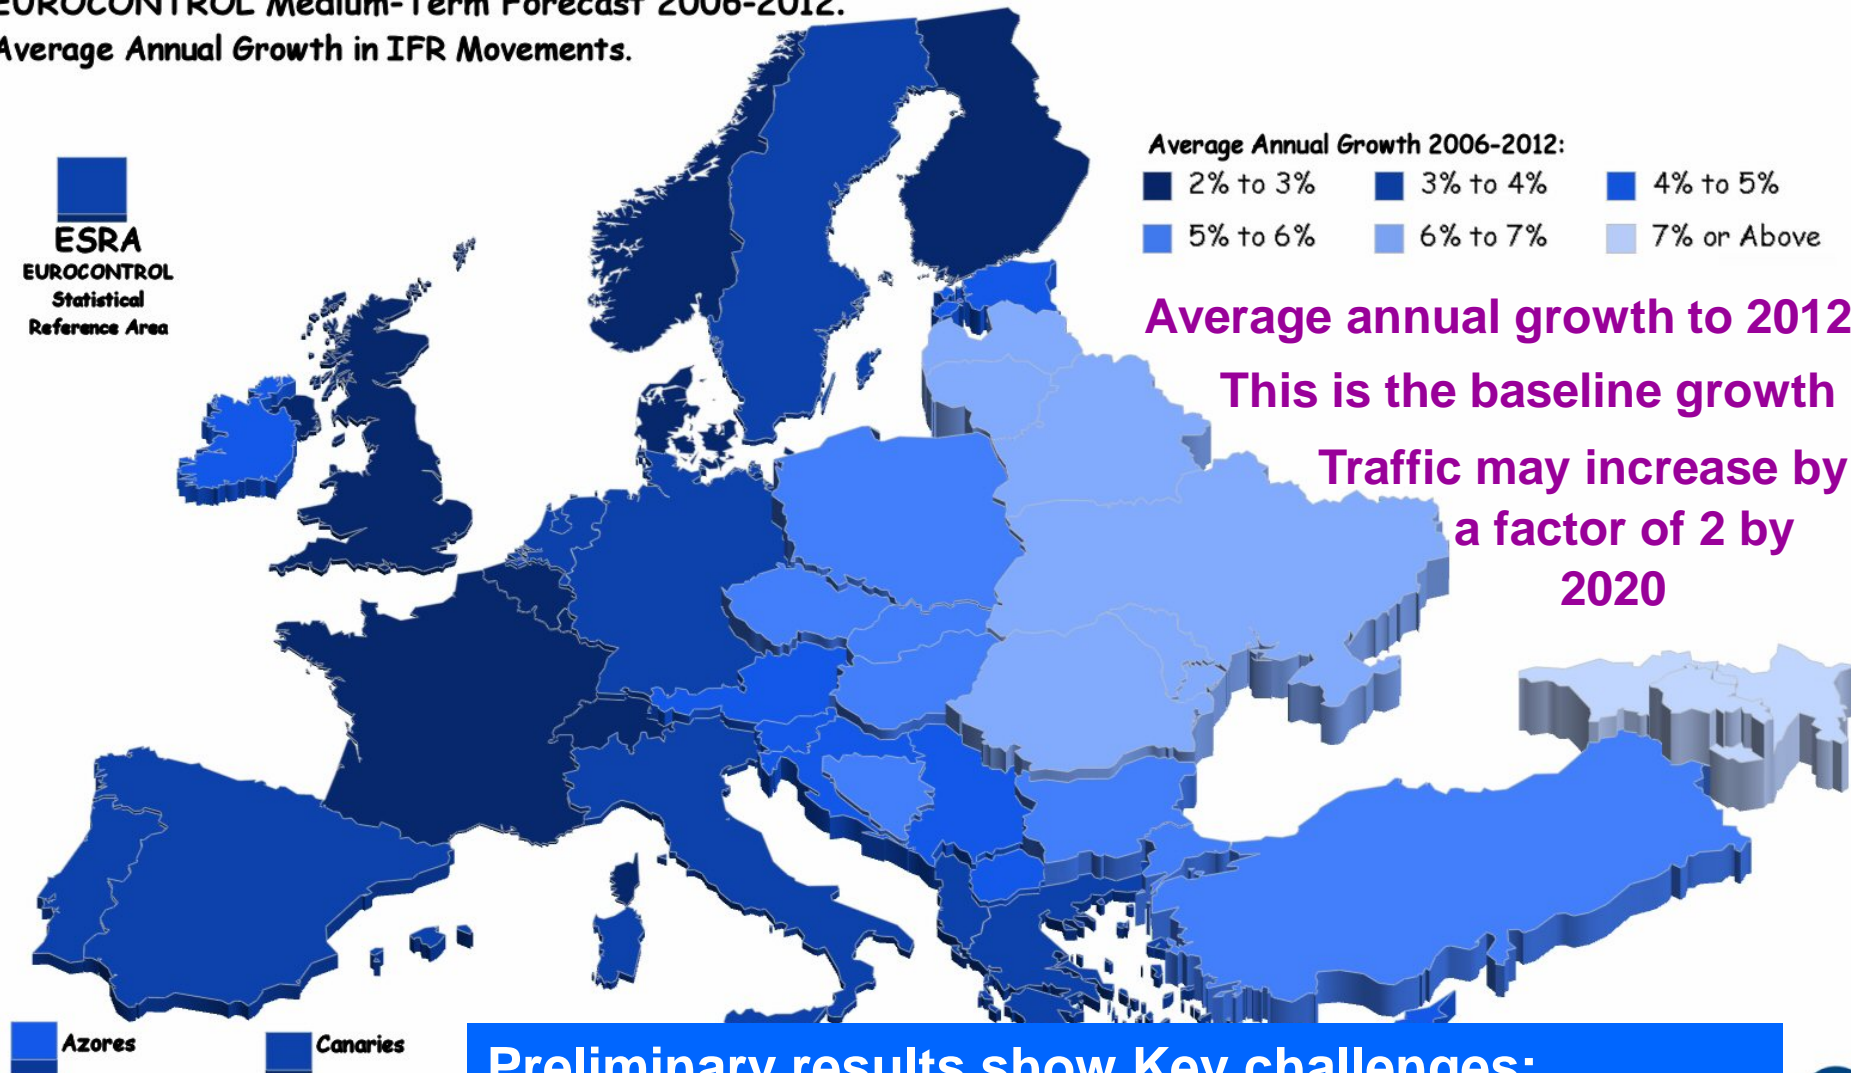 EUROCONTROL Medium-Term Forecast 2006-2012.
Average Annual Growth in IFR Movements.
ESRA
EUROCONTROL
Statistical
Reference Area
Average Annual Growth 2006-2012:
2% to 3%
3% to 4%
4% to 5%
5% to 6%
6% to 7%
7% or Above
Average annual growth to 2012
This is the baseline growth
Traffic may increase by
a factor of 2 by
2020
Azores
Canaries
Preliminary results show Key challenges: